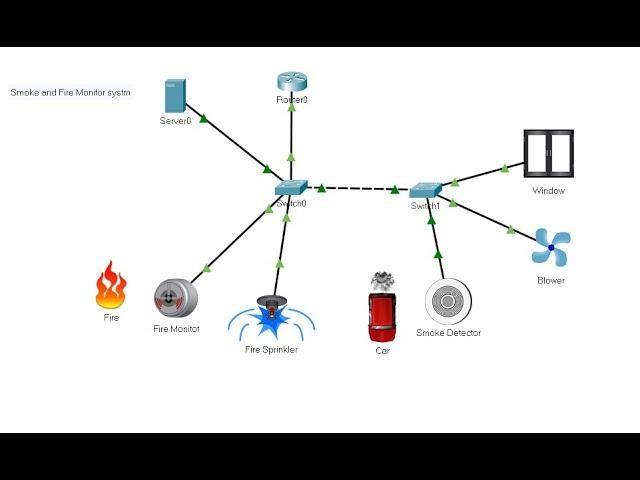 Router0
Smoke and Fire Monitor systm
Server0
Window
Switch0
Switch1
Blower
Fire
Fire Monitot
Smoke Detector
Fire Sprinkler
Car